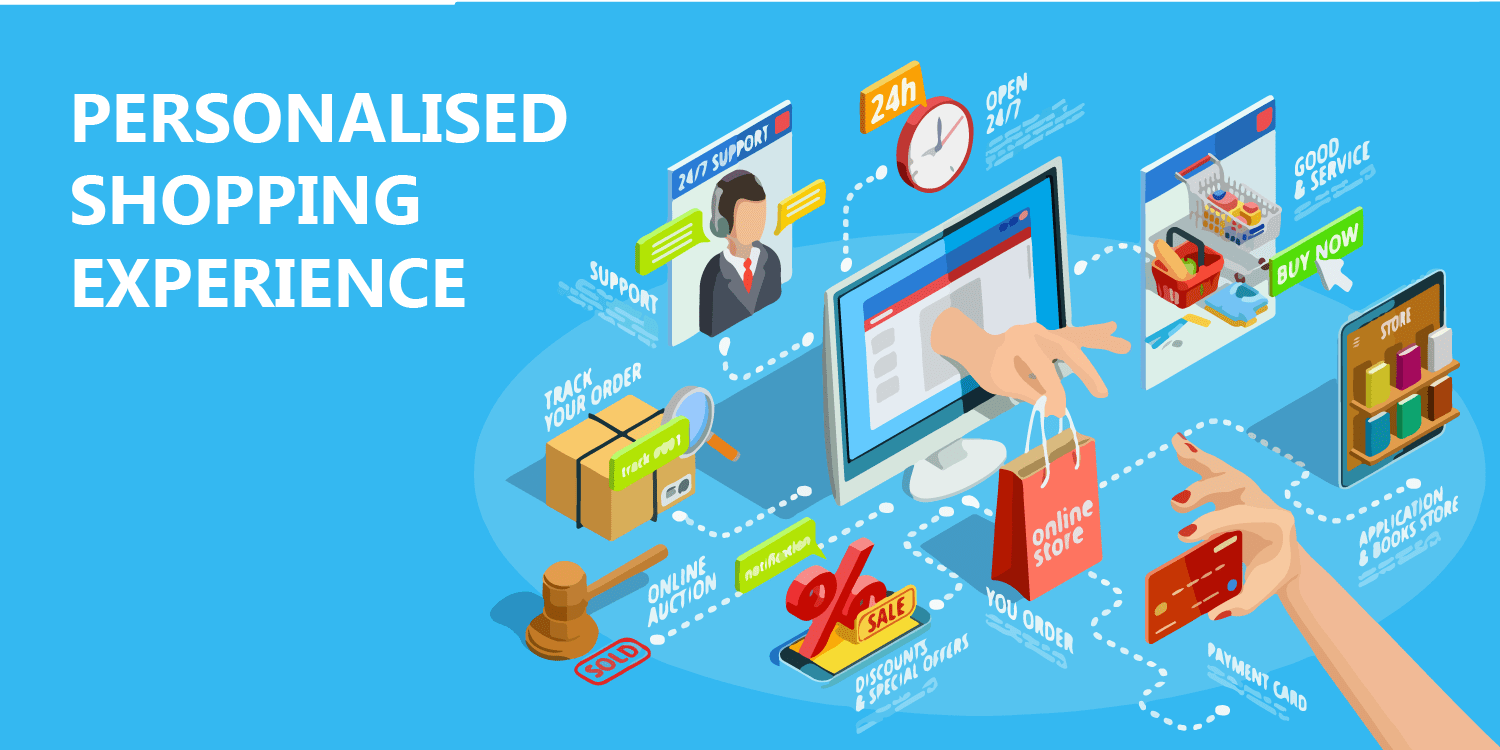 PERSONALISED
SHOPPING
EXPERIENCE
24/7 SUPPORT
SUPPORT
24h
OPEN
24/7
GOOD
& SERVICE
BUY NOW
STORE
APPLICATION
& BOOKS STORE
TRACK
YOUR ORDER
track #001
ONLINE
AUCTION
SOLD
notification
SALE
DISCOUNTS
& SPECIAL OFFERS
online
store
YOU ORDER
PAYMENT CARD